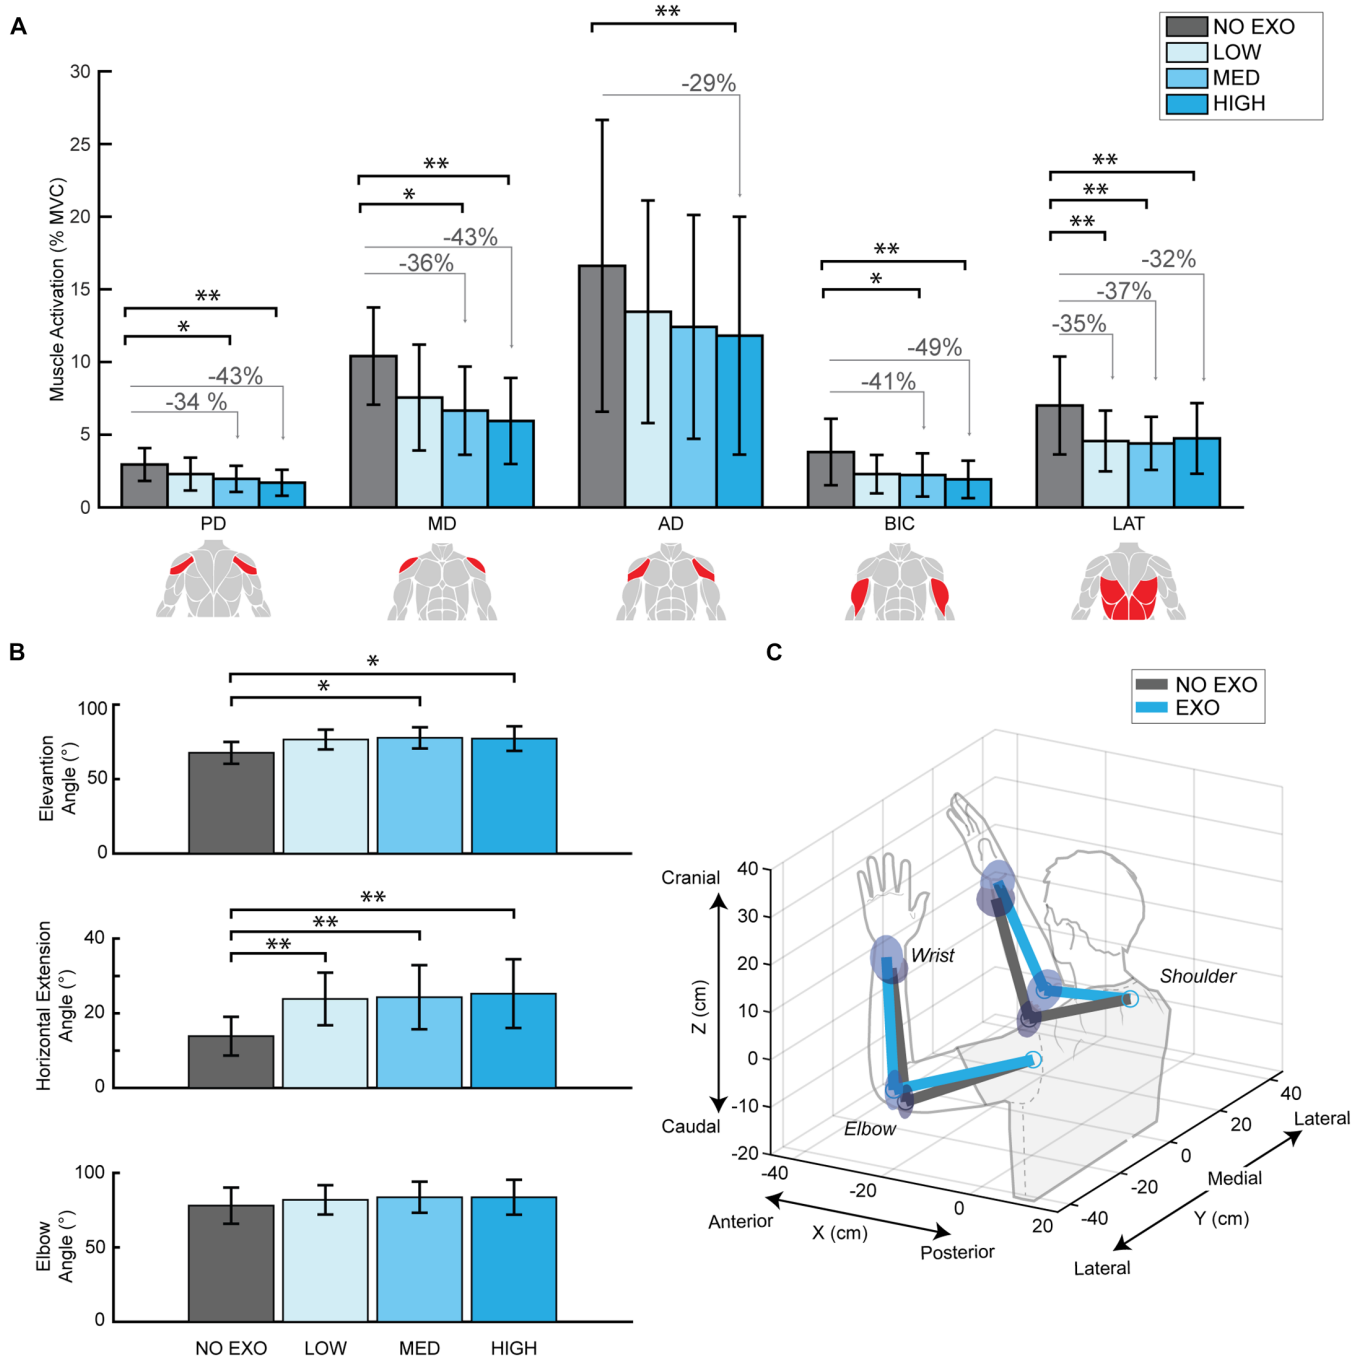 A
**
NO EXO
LOW
MED
HIGH
30
25
20
15
10
5
0
Muscle Activation (% MVC)
**
*
-43%
-34 %
**
*
-43%
-36%
-29%
**
*
-49%
-41%
**
**
**
-32%
-37%
-35%
PD
MD
AD
BIC
LAT
B
*
*
100
50
0
Elevantion
Angle (°)
**
**
**
40
20
0
Horizontal Extension
Angle (°)
100
50
0
Elbow
Angle (°)
NO EXO
LOW
MED
HIGH
C
NO EXO
EXO
Cranial
Caudal
Z (cm)
40
30
20
10
0
-10
-20
Wrist
Shoulder
Elbow
-40
-20
0
20
Anterior
X (cm)
Posterior
40
20
0
-20
-40
Lateral
Medial
Y (cm)
Lateral